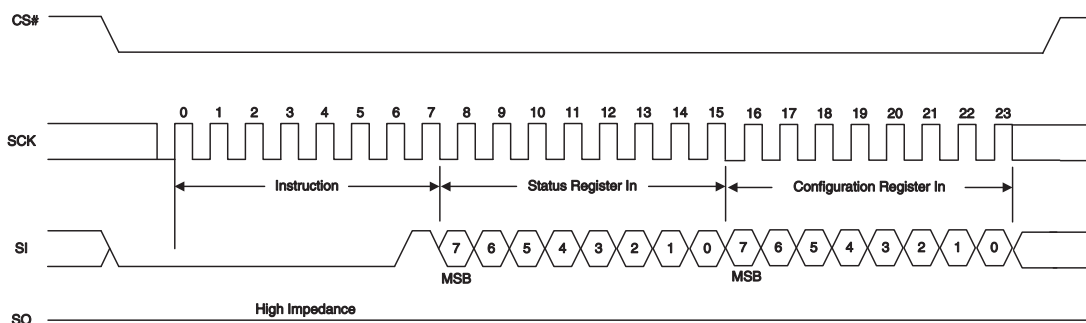 CS#
0 1 2 3 4 5 6 7 8 9 10 11 12 13 14 15 16 17 18 19 20 21 22 23
SCK
Instruction Status Register In Configuration Register In
SI 7 6 5 4 3 2 1 0 7 6 5 4 3 2 1 0
MSB MSB
High Impedance
SO